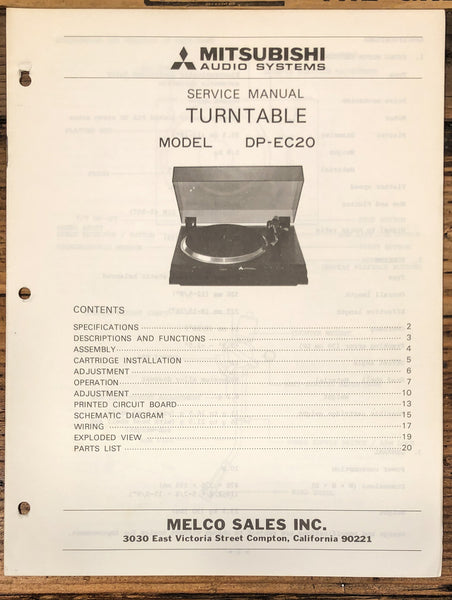 MITSUBISHI
AUDIO SYSTEMS
SERVICE MANUAL
TURNTABLE
MODEL DP-EC20
CONTENTS
SPECIFICATIONS 2
DESCRIPTIONS AND FUNCTIONS 3
ASSEMBLY 4
CARTRIDGE INSTALLATION 5
ADJUSTMENT 6
OPERATION 7
ADJUSTMENT 10
PRINTED CIRCUIT BOARD 13
SCHEMATIC DIAGRAM 15
WIRING 17
EXPLODED VIEW 19
PARTS LIST 20
MELCO SALES INC.
3030 East Victoria Street Compton, California 90221